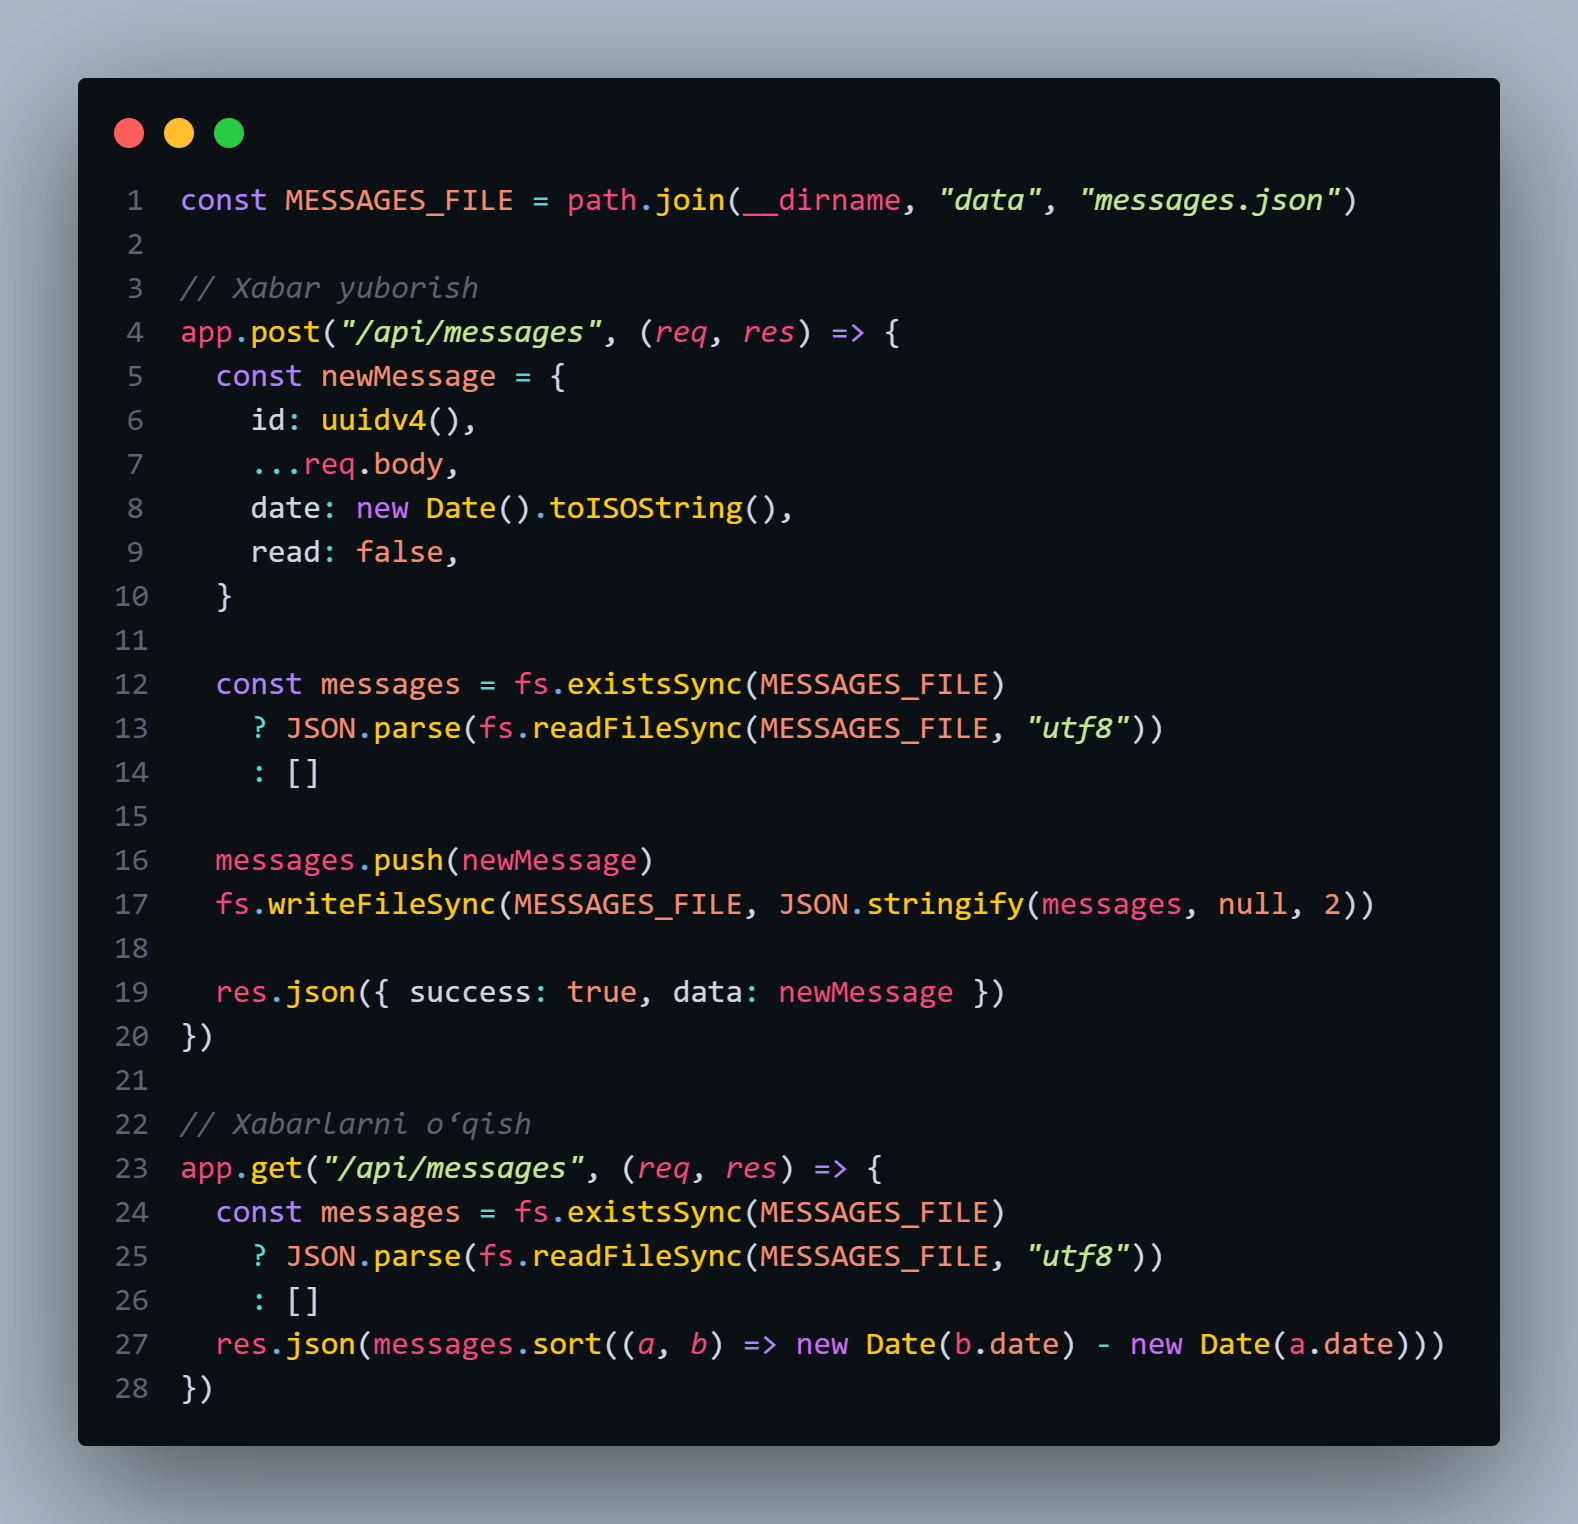 1 const MESSAGES_FILE = path.join(__dirname, "data", "messages.json")
2
3 // Xabar yuborish
4 app.post("/api/messages", (req, res) => {
5   const newMessage = {
6     id: uuidv4(),
7     ...req.body,
8     date: new Date().toISOString(),
9     read: false,
10   }
11
12   const messages = fs.existsSync(MESSAGES_FILE)
13     ? JSON.parse(fs.readFileSync(MESSAGES_FILE, "utf8"))
14     : []
15
16   messages.push(newMessage)
17   fs.writeFileSync(MESSAGES_FILE, JSON.stringify(messages, null, 2))
18
19   res.json({ success: true, data: newMessage })
20 })
21
22 // Xabarlarni o‘qish
23 app.get("/api/messages", (req, res) => {
24   const messages = fs.existsSync(MESSAGES_FILE)
25     ? JSON.parse(fs.readFileSync(MESSAGES_FILE, "utf8"))
26     : []
27   res.json(messages.sort((a, b) => new Date(b.date) - new Date(a.date)))
28 })